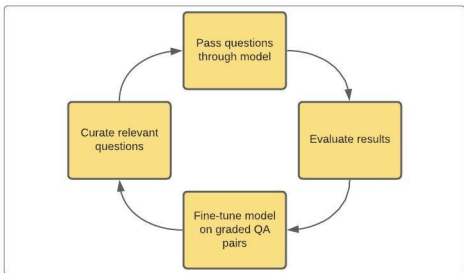 Pass questions
through model
Curate relevant
questions
Evaluate results
Fine-tune model
on graded QA
pairs